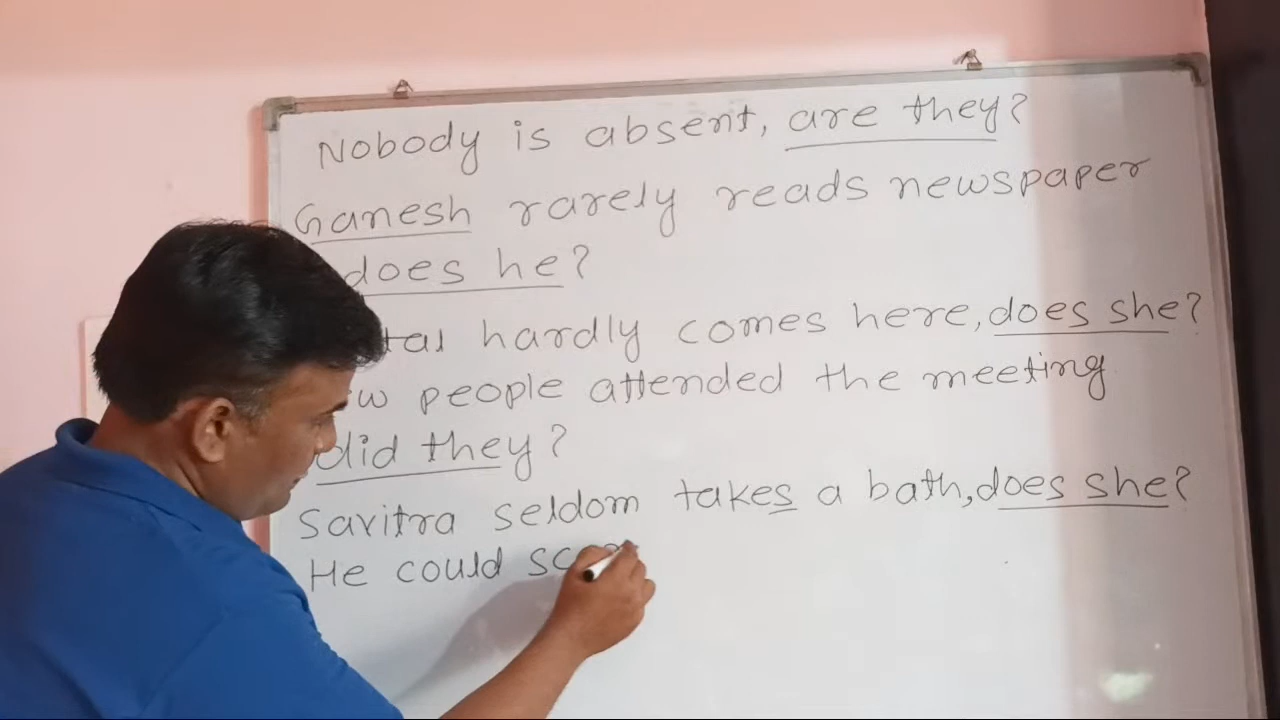 Nobody is absent, are they?
Ganesh rarely reads newspaper
does he?
hardly comes here, does she?
people attended the meeting
did they?
Savitra seldom takes a bath, does she?
He could